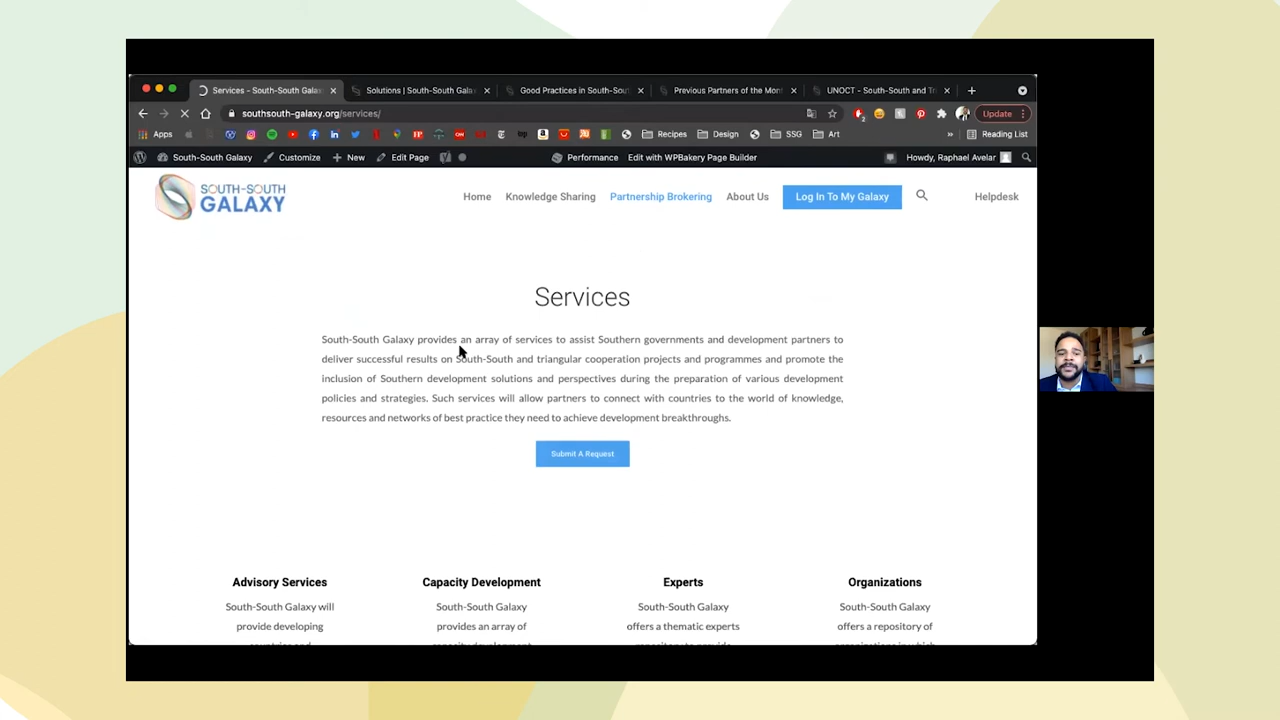 Services - South-South Gala
Solutions | South-South Gala
Good Practices in South-Sout
Previous Partners of the Mon
UNOCT - South-South and Tri
southsouth-galaxy.org/services/
Update
Apps
Recipes
Design
SSG
Art
Reading List
South-South Galaxy
Customize
New
Edit Page
Performance
Edit with WPBakery Page Builder
Howdy, Raphael Avelar
SOUTH-SOUTH
GALAXY
Home
Knowledge Sharing
Partnership Brokering
About Us
Log In To My Galaxy
Helpdesk
Services
South-South Galaxy provides an array of services to assist Southern governments and development partners to
deliver successful results on South-South and triangular cooperation projects and programmes and promote the
inclusion of Southern development solutions and perspectives during the preparation of various development
policies and strategies. Such services will allow partners to connect with countries to the world of knowledge,
resources and networks of best practice they need to achieve development breakthroughs.
Submit A Request
Advisory Services
South-South Galaxy will
provide developing
Capacity Development
South-South Galaxy
provides an array of
Experts
South-South Galaxy
offers a thematic experts
Organizations
South-South Galaxy
offers a repository of